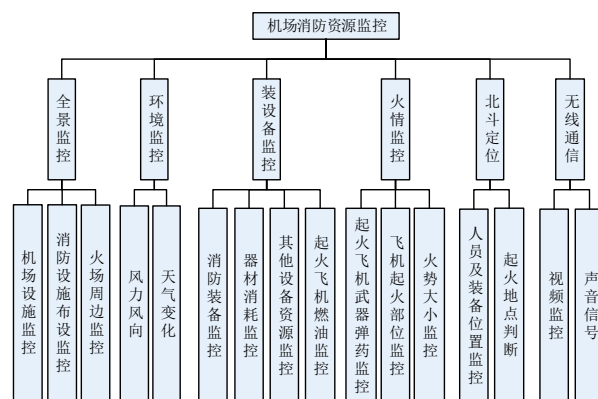 机场消防资源监控
全景监控
环境监控
装设备监控
火情监控
北斗定位
无线通信
机场设施监控
消防设施布设监控
火场周边监控
风力风向
天气变化
消防装备监控
器材消耗监控
其他设备资源监控
起火飞机燃油监控
起火飞机武器弹药监控
飞机起火部位监控
火势大小监控
人员及装备位置监控
起火地点判断
视频监控
声音信号